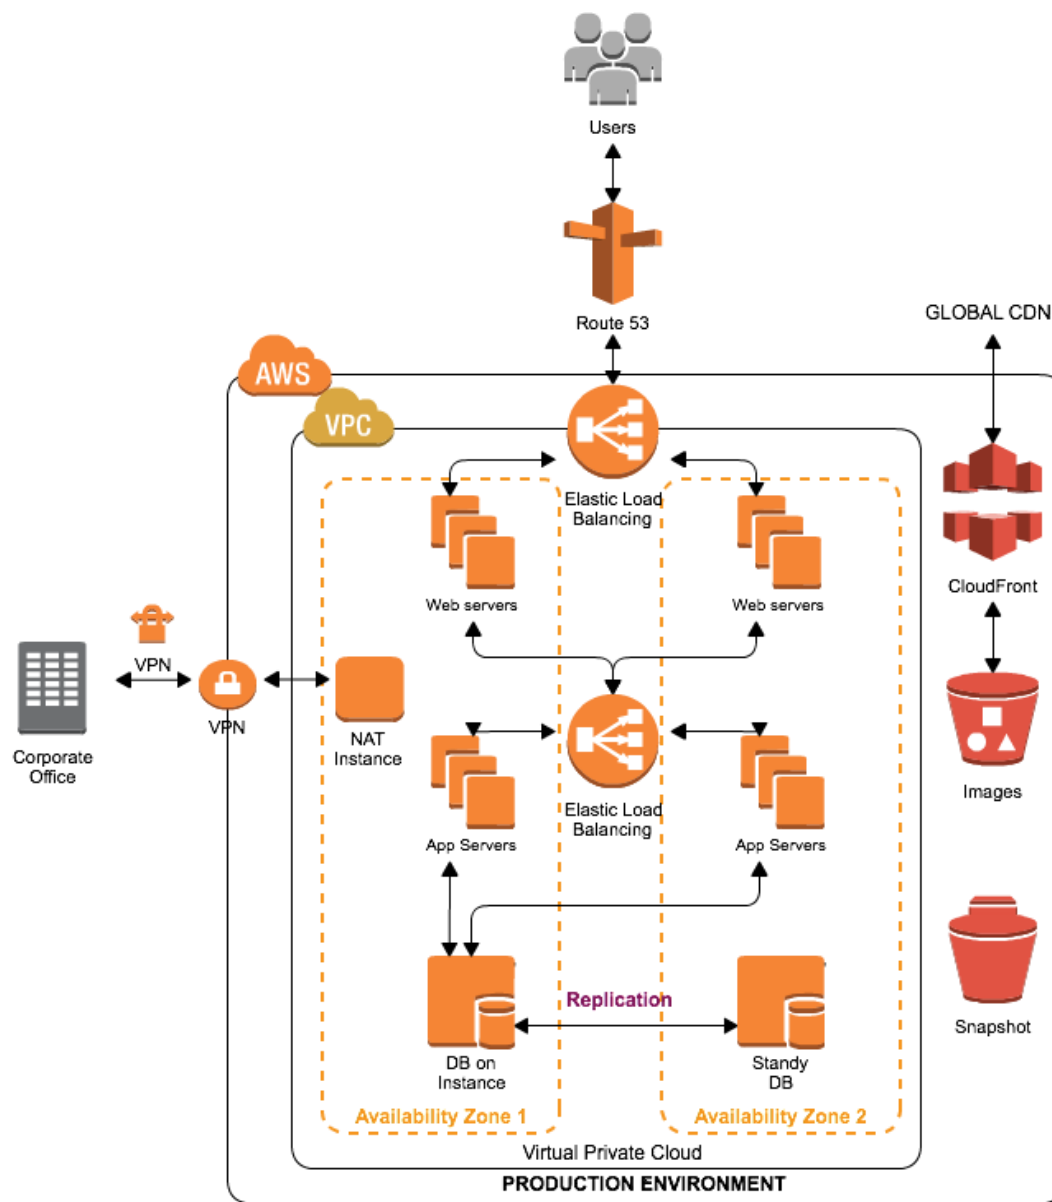 Users
Route 53
GLOBAL CDN
AWS
VPC
Elastic Load
Balancing
Web servers
Web servers
CloudFront
VPN
VPN
Corporate
Office
NAT
Instance
Elastic Load
Balancing
Images
App Servers
App Servers
Replication
DB on
Instance
Standy
DB
Snapshot
Availability Zone 1
Availability Zone 2
Virtual Private Cloud
PRODUCTION ENVIRONMENT